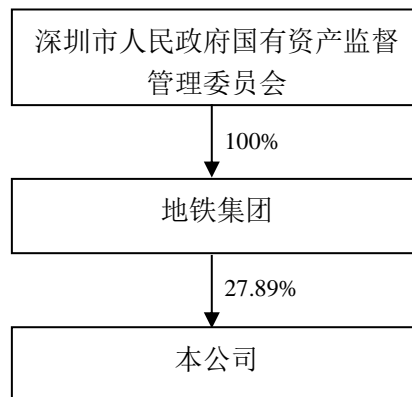 深圳市人民政府国有资产监督
管理委员会
100%
地铁集团
27.89%
本公司